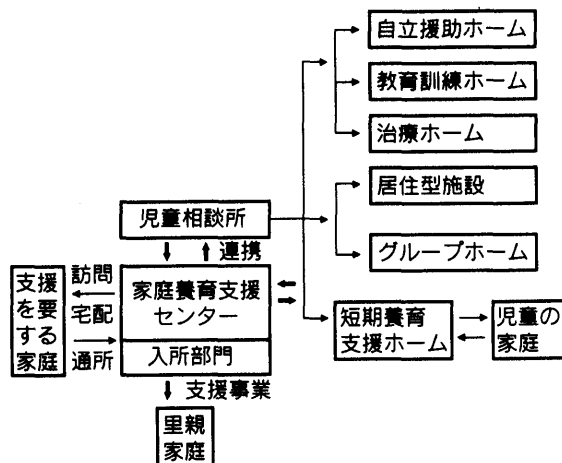 自立援助ホーム
教育訓練ホーム
治療ホーム
居住型施設
グループホーム
児童相談所
連携
家庭養育支援
センター
入所部門
支援
を要
する
家庭
訪問
宅配
通所
短期養育
支援ホーム
児童の
家庭
支援事業
里親
家庭